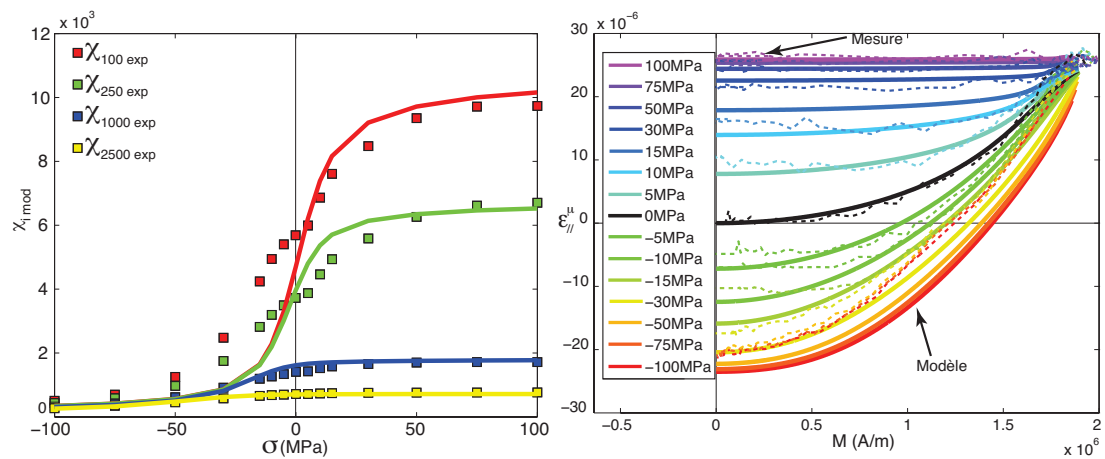 x 10³
χ100 exp
χ250 exp
χ1000 exp
χ2500 exp
χi mod
12
10
8
6
4
2
0
−100
−50
0
50
100
σ(MPa)
x 10⁻⁶
30
20
10
0
−10
−20
−30
ε//μ
100MPa
75MPa
50MPa
30MPa
15MPa
10MPa
5MPa
0MPa
−5MPa
−10MPa
−15MPa
−30MPa
−50MPa
−75MPa
−100MPa
Mesure
Modèle
−0.5
0
0.5
1
1.5
2
M (A/m)
x 10⁶